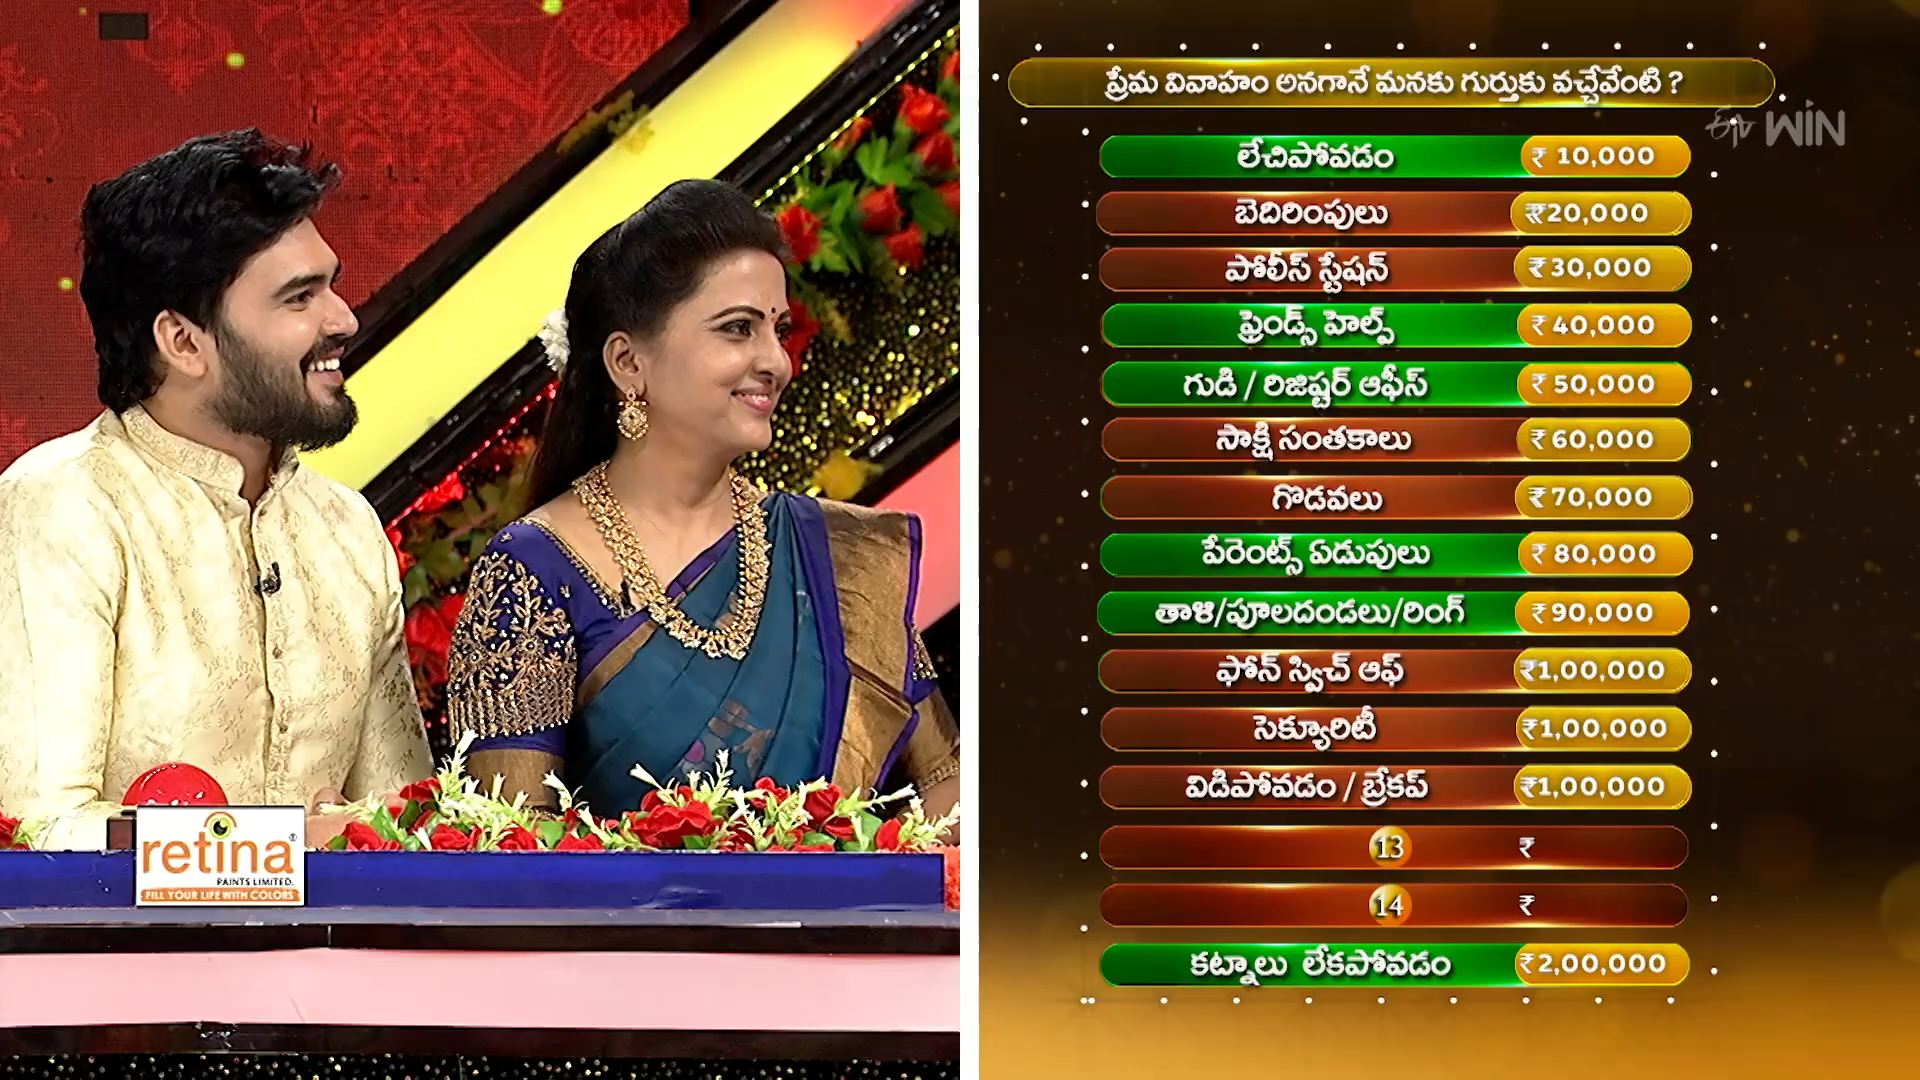 ప్రేమ వివాహం అనగానే మనకు గుర్తుకు వచ్చేవేంటి ?
ఈటీవీ WIN
లేచిపోవడం ₹ 10,000
బెదిరింపులు ₹20,000
పోలీస్ స్టేషన్ ₹30,000
ఫ్రెండ్స్ హెల్ప్ ₹ 40,000
గుడి / రిజిష్టర్ ఆఫీస్ ₹ 50,000
సాక్షి సంతకాలు ₹ 60,000
గొడవలు ₹ 70,000
పేరెంట్స్ ఏడుపులు ₹ 80,000
తాళి/పూలదండలు/రింగ్ ₹ 90,000
ఫోన్ స్విచ్ ఆఫ్ ₹1,00,000
సెక్యూరిటీ ₹1,00,000
విడిపోవడం / బ్రేకప్ ₹1,00,000
13 ₹
14 ₹
కట్నాలు లేకపోవడం ₹2,00,000
retina®
PAINTS LIMITED.
FILL YOUR LIFE WITH COLORS